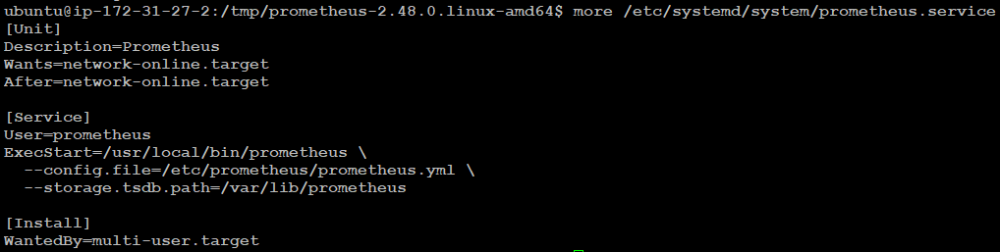 ubuntu@ip-172-31-27-2:/tmp/prometheus-2.48.0.linux-amd64$ more /etc/systemd/system/prometheus.service
[Unit]
Description=Prometheus
Wants=network-online.target
After=network-online.target

[Service]
User=prometheus
ExecStart=/usr/local/bin/prometheus \
  --config.file=/etc/prometheus/prometheus.yml \
  --storage.tsdb.path=/var/lib/prometheus

[Install]
WantedBy=multi-user.target